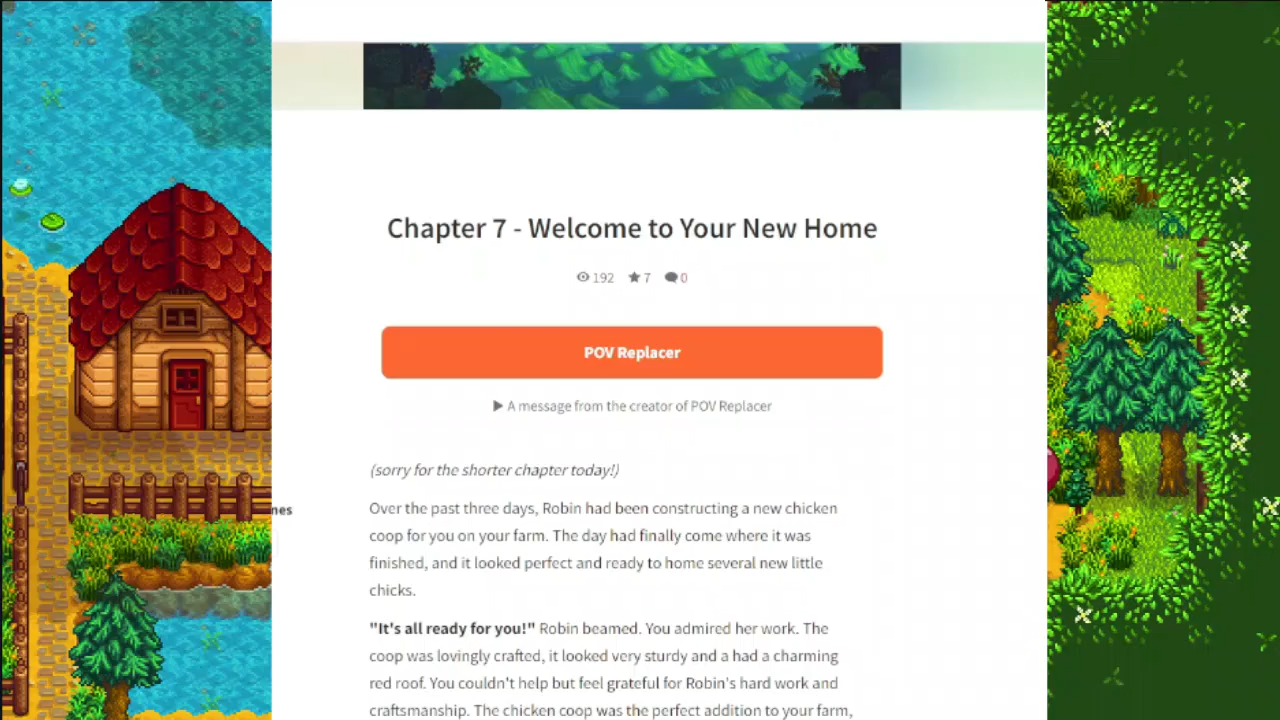 Chapter 7 - Welcome to Your New Home
192 7 0
POV Replacer
▶ A message from the creator of POV Replacer
(sorry for the shorter chapter today!)
Over the past three days, Robin had been constructing a new chicken
nes
coop for you on your farm. The day had finally come where it was
finished, and it looked perfect and ready to home several new little
chicks.
"It's all ready for you!" Robin beamed. You admired her work. The
coop was lovingly crafted, it looked very sturdy and a had a charming
red roof. You couldn't help but feel grateful for Robin's hard work and
craftsmanship. The chicken coop was the perfect addition to your farm,